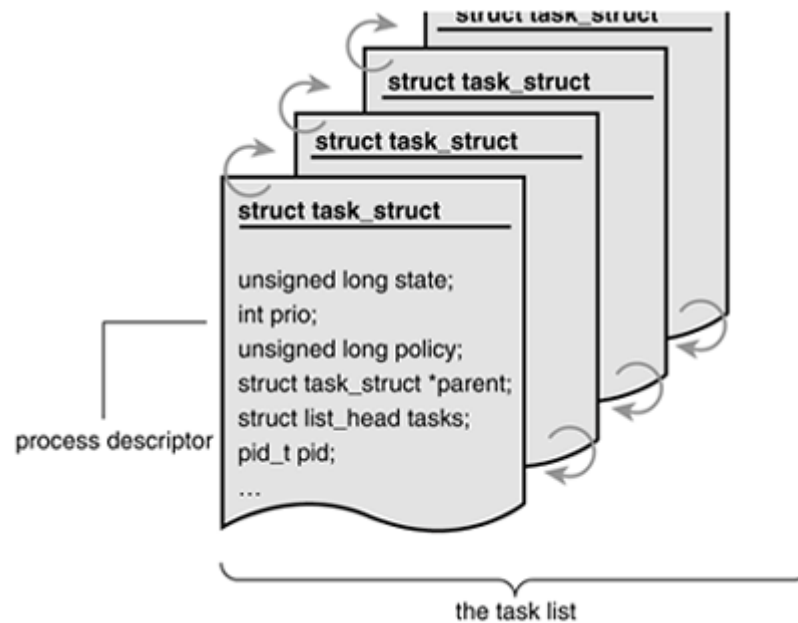 struct task_struct
struct task_struct
struct task_struct
struct task_struct
unsigned long state;
int prio;
unsigned long policy;
struct task_struct *parent;
struct list_head tasks;
pid_t pid;
...
process descriptor
the task list